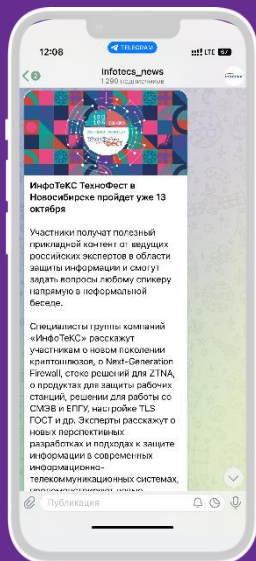 12:08
TELEGRAM
LTE
Infotecs_news
1 290 подписчиков
ТехноФест
ИнфоТеКС ТехноФест в
Новосибирске пройдет уже 13
октября
Участники получат полезный
прикладной контент от ведущих
российских экспертов в области
защиты информации и смогут
задать вопросы любому спикеру
напрямую в неформальной
беседе.
Специалисты группы компаний
«ИнфоТеКС» расскажут
участникам о новом поколении
криптошлюзов, о Next-Generation
Firewall, стеке решений для ZTNA,
о продуктах для защиты рабочих
станций, решении для работы со
СМЭВ и ЕПГУ, настройке TLS
ГОСТ и др. Эксперты расскажут о
новых перспективных
разработках и подходах к защите
информации в современных
информационно-
телекоммуникационных системах,
Публикация